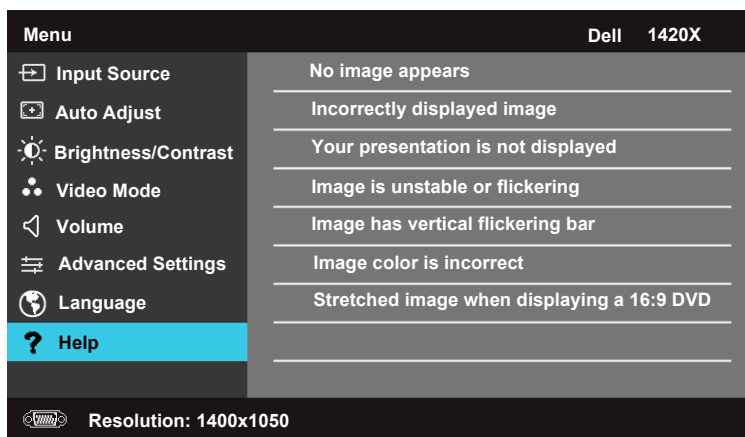 Menu Dell 1420X
Input Source
Auto Adjust
Brightness/Contrast
Video Mode
Volume
Advanced Settings
Language
? Help
No image appears
Incorrectly displayed image
Your presentation is not displayed
Image is unstable or flickering
Image has vertical flickering bar
Image color is incorrect
Stretched image when displaying a 16:9 DVD
Resolution: 1400x1050